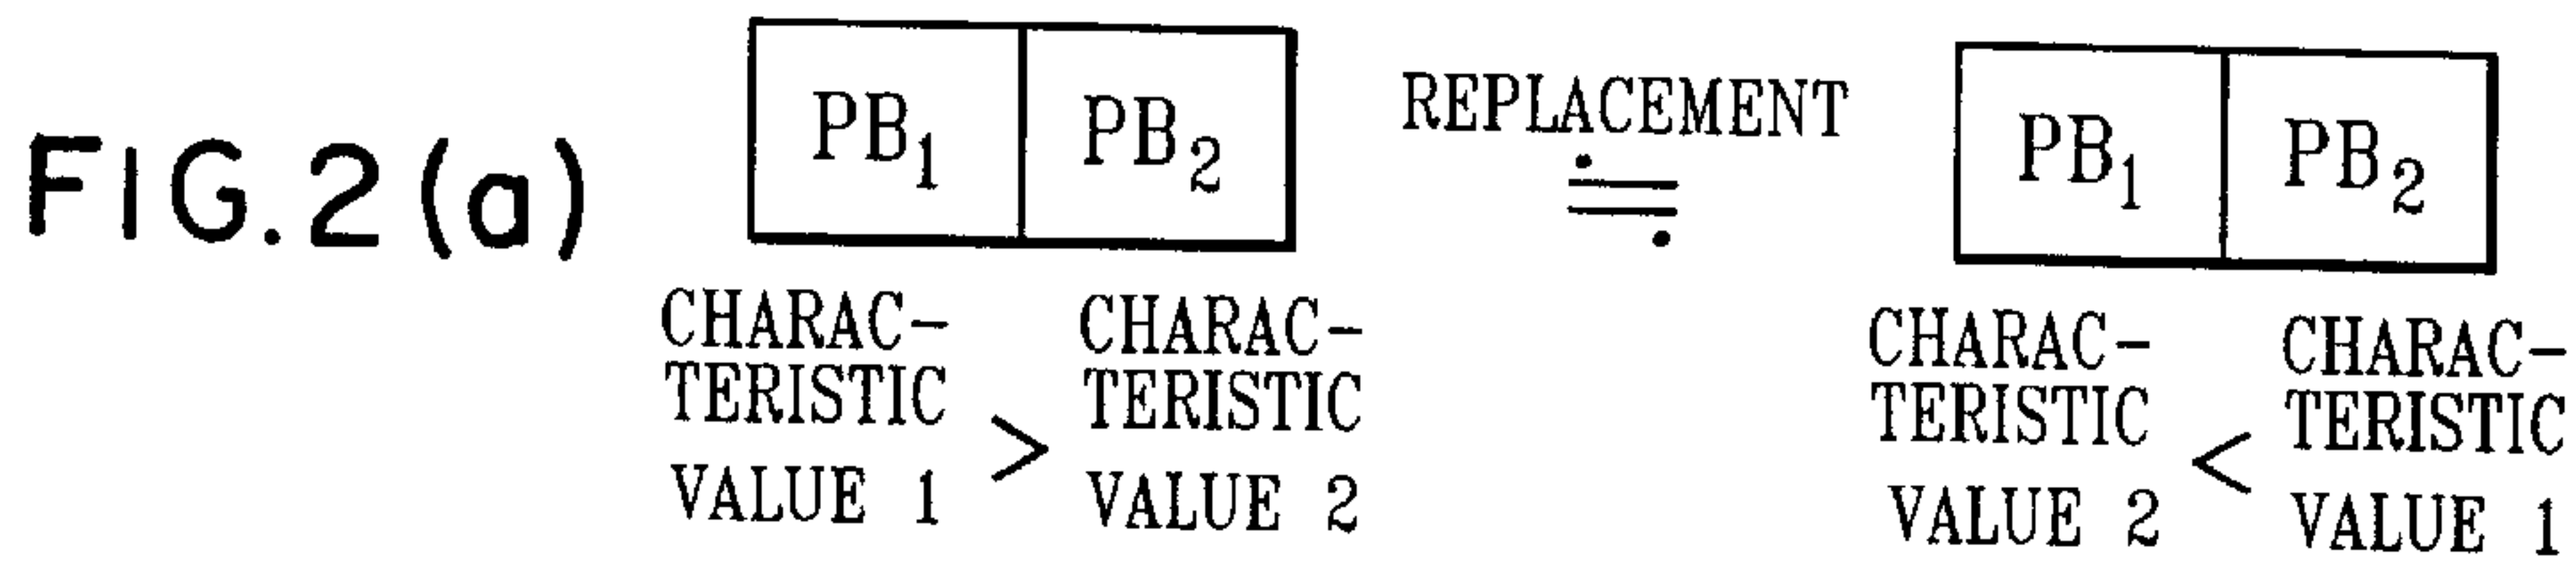 FIG.2(a)
PB₁ PB₂ REPLACEMENT PB₁ PB₂
≒
CHARAC- CHARAC- CHARAC- CHARAC-
TERISTIC > TERISTIC TERISTIC < TERISTIC
VALUE 1 VALUE 2 VALUE 2 VALUE 1